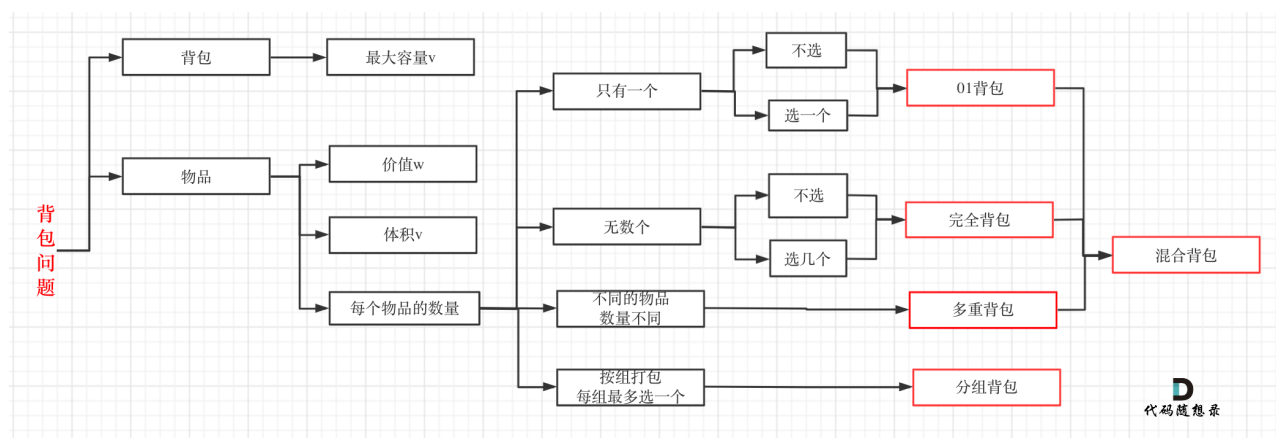 背包问题
背包
最大容量v
物品
价值w
体积v
每个物品的数量
只有一个
不选
选一个
01背包
无数个
不选
选几个
完全背包
不同的物品
数量不同
多重背包
混合背包
按组打包
每组最多选一个
分组背包
代码随想录